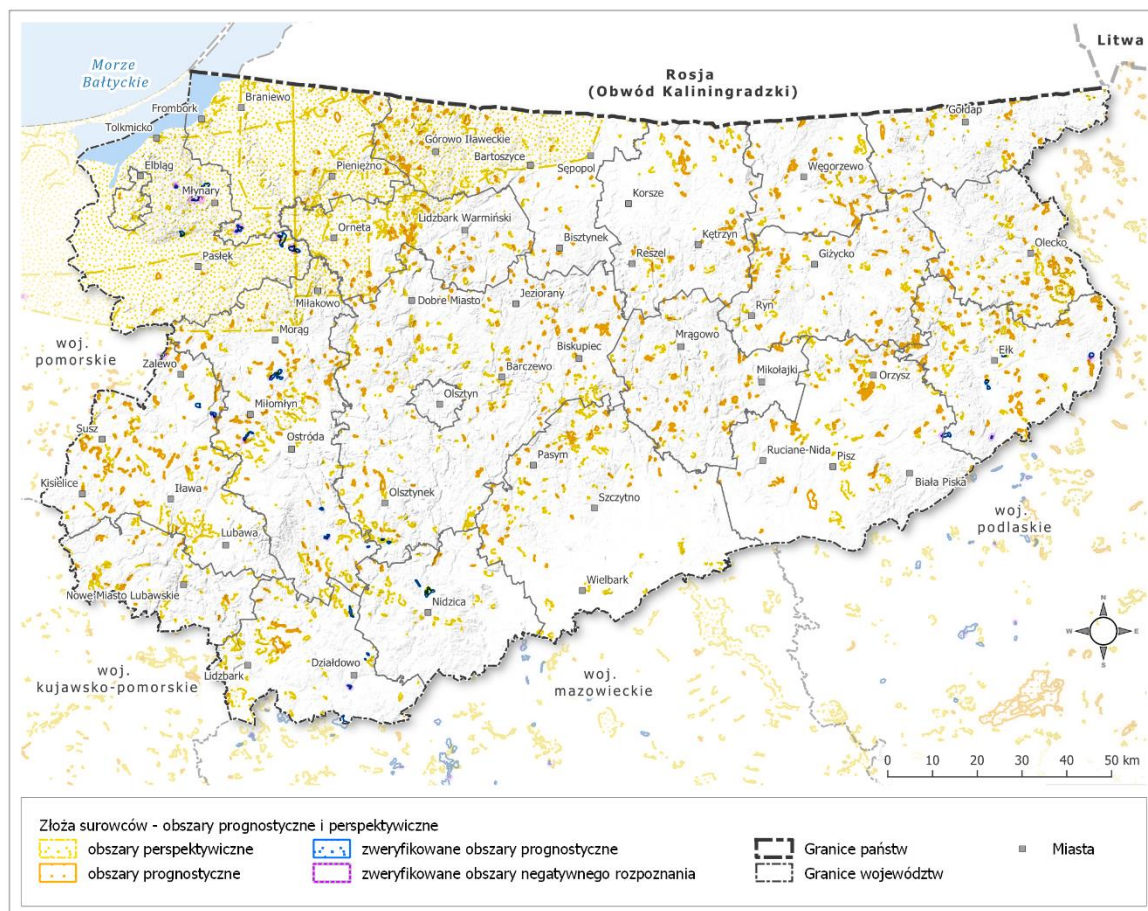 Litwa
Morze
Bałtyckie
Rosja
(Obwód Kaliningradzki)
Braniewo
Frombork
Gołdap
Tolkmicko
Górowo Iławeckie
Bartoszyce
Sępopol
Elbląg
Pieniężno
Węgorzewo
Młynary
Korsze
Lidzbark Warmiński
Orneta
Bisztynek
Kętrzyn
Olecko
Pasłęk
Reszel
Giżycko
Miłakowo
Dobre Miasto
Jeziorany
Ryn
Morąg
woj.
pomorskie
Mrągowo
Biskupiec
Ełk
Zalewo
Barczewo
Mikołajki
Orzysz
Olsztyn
Miłomłyn
Susz
Ostróda
Pasym
Ruciane-Nida
Pisz
Biała Piska
Kisielice
Iława
Olsztynek
Szczytno
woj.
podlaskie
Lubawa
Nowe Miasto Lubawskie
Wielbark
Nidzica
N
W
E
S
woj.
kujawsko-pomorskie
Lidzbark
Działdowo
woj.
mazowieckie
0 10 20 30 40 50 km
Złoża surowców - obszary prognostyczne i perspektywiczne
obszary perspektywiczne
zweryfikowane obszary prognostyczne
Granice państw
Miasta
obszary prognostyczne
zweryfikowane obszary negatywnego rozpoznania
Granice województw